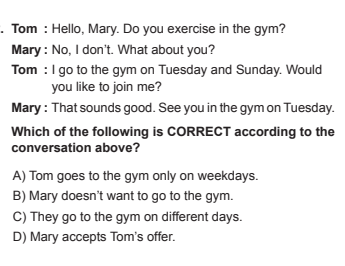 . Tom : Hello, Mary. Do you exercise in the gym?
Mary : No, I don't. What about you?
Tom : I go to the gym on Tuesday and Sunday. Would
you like to join me?
Mary : That sounds good. See you in the gym on Tuesday.
Which of the following is CORRECT according to the
conversation above?
A) Tom goes to the gym only on weekdays.
B) Mary doesn't want to go to the gym.
C) They go to the gym on different days.
D) Mary accepts Tom's offer.